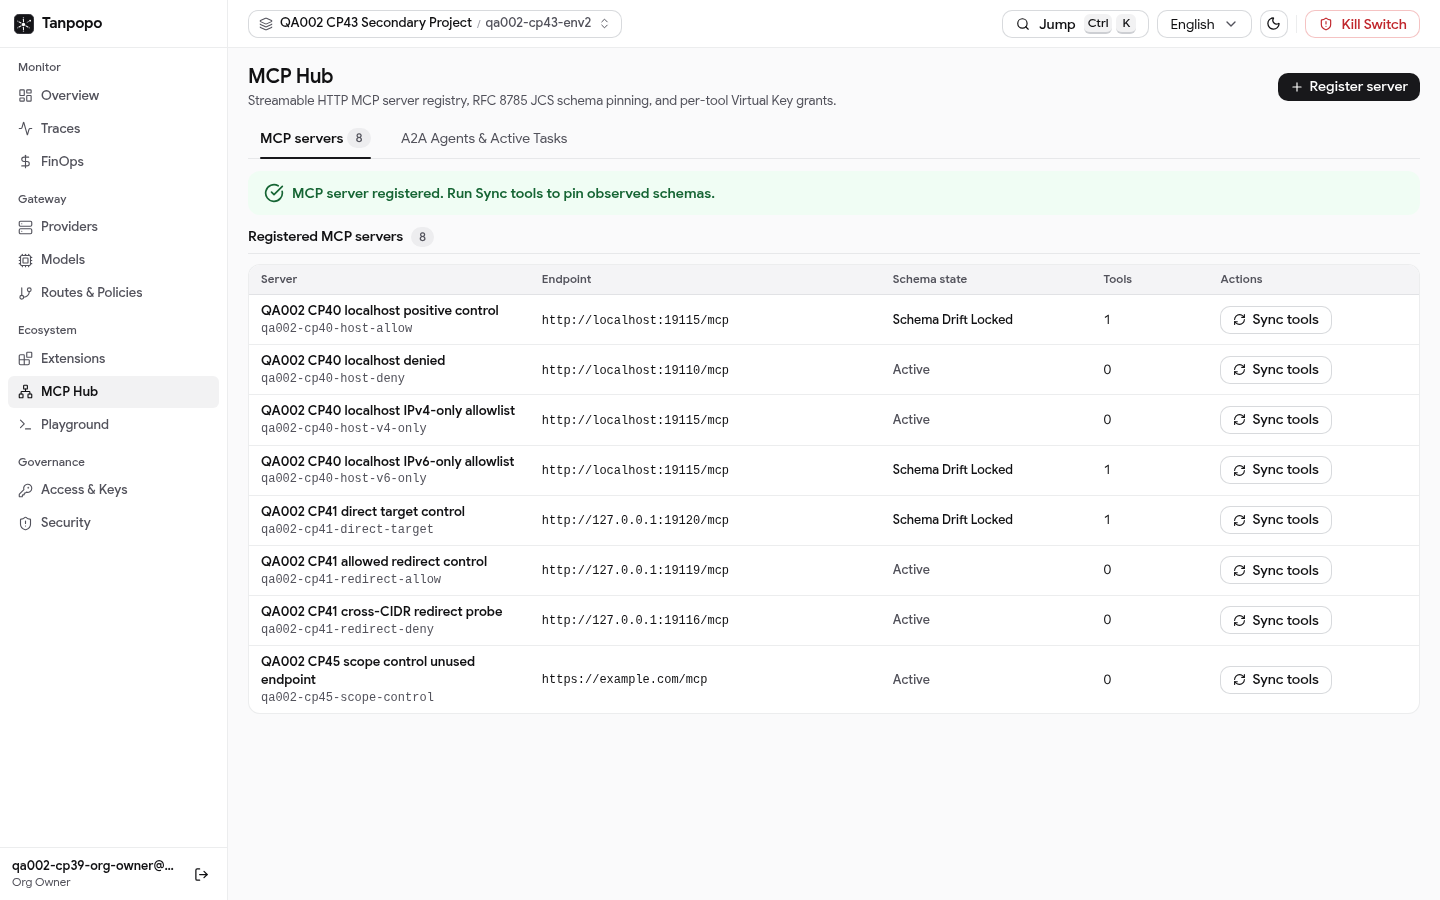 Tanpopo
QA002 CP43 Secondary Project / qa002-cp43-env2
Jump Ctrl K
English
Kill Switch
Monitor
Overview
Traces
FinOps
Gateway
Providers
Models
Routes & Policies
Ecosystem
Extensions
MCP Hub
Playground
Governance
Access & Keys
Security
qa002-cp39-org-owner@...
Org Owner
MCP Hub
Streamable HTTP MCP server registry, RFC 8785 JCS schema pinning, and per-tool Virtual Key grants.
+ Register server
MCP servers 8
A2A Agents & Active Tasks
MCP server registered. Run Sync tools to pin observed schemas.
Registered MCP servers 8
Server Endpoint Schema state Tools Actions
QA002 CP40 localhost positive control
qa002-cp40-host-allow
http://localhost:19115/mcp Schema Drift Locked 1 Sync tools
QA002 CP40 localhost denied
qa002-cp40-host-deny
http://localhost:19110/mcp Active 0 Sync tools
QA002 CP40 localhost IPv4-only allowlist
qa002-cp40-host-v4-only
http://localhost:19115/mcp Active 0 Sync tools
QA002 CP40 localhost IPv6-only allowlist
qa002-cp40-host-v6-only
http://localhost:19115/mcp Schema Drift Locked 1 Sync tools
QA002 CP41 direct target control
qa002-cp41-direct-target
http://127.0.0.1:19120/mcp Schema Drift Locked 1 Sync tools
QA002 CP41 allowed redirect control
qa002-cp41-redirect-allow
http://127.0.0.1:19119/mcp Active 0 Sync tools
QA002 CP41 cross-CIDR redirect probe
qa002-cp41-redirect-deny
http://127.0.0.1:19116/mcp Active 0 Sync tools
QA002 CP45 scope control unused
endpoint
qa002-cp45-scope-control
https://example.com/mcp Active 0 Sync tools